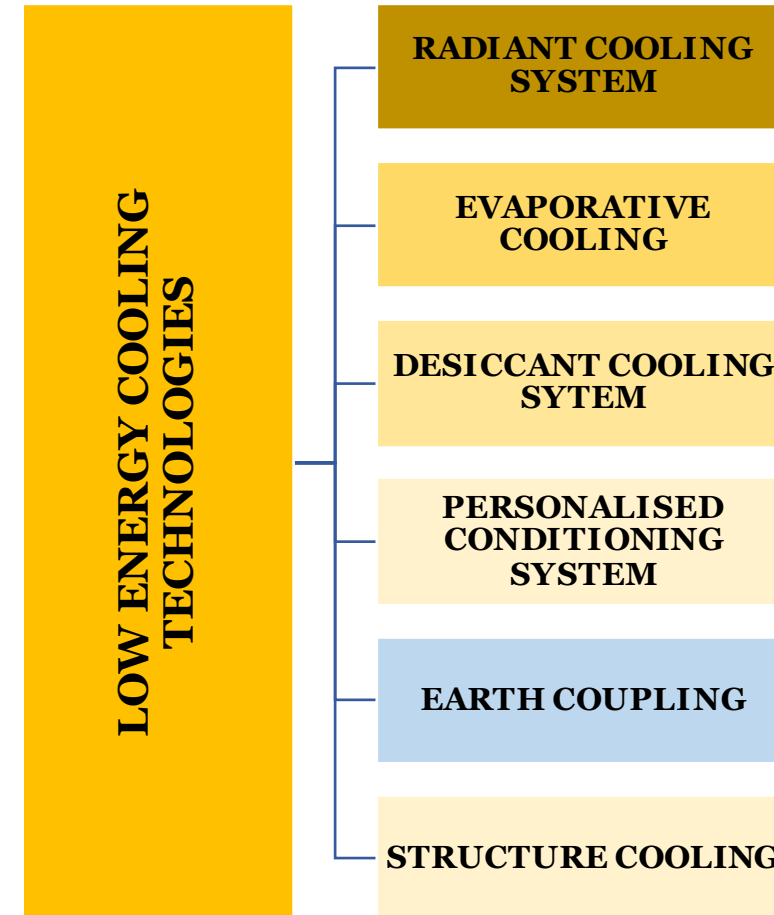 LOW ENERGY COOLING
TECHNOLOGIES
RADIANT COOLING
SYSTEM
EVAPORATIVE
COOLING
DESICCANT COOLING
SYTEM
PERSONALISED
CONDITIONING
SYSTEM
EARTH COUPLING
STRUCTURE COOLING